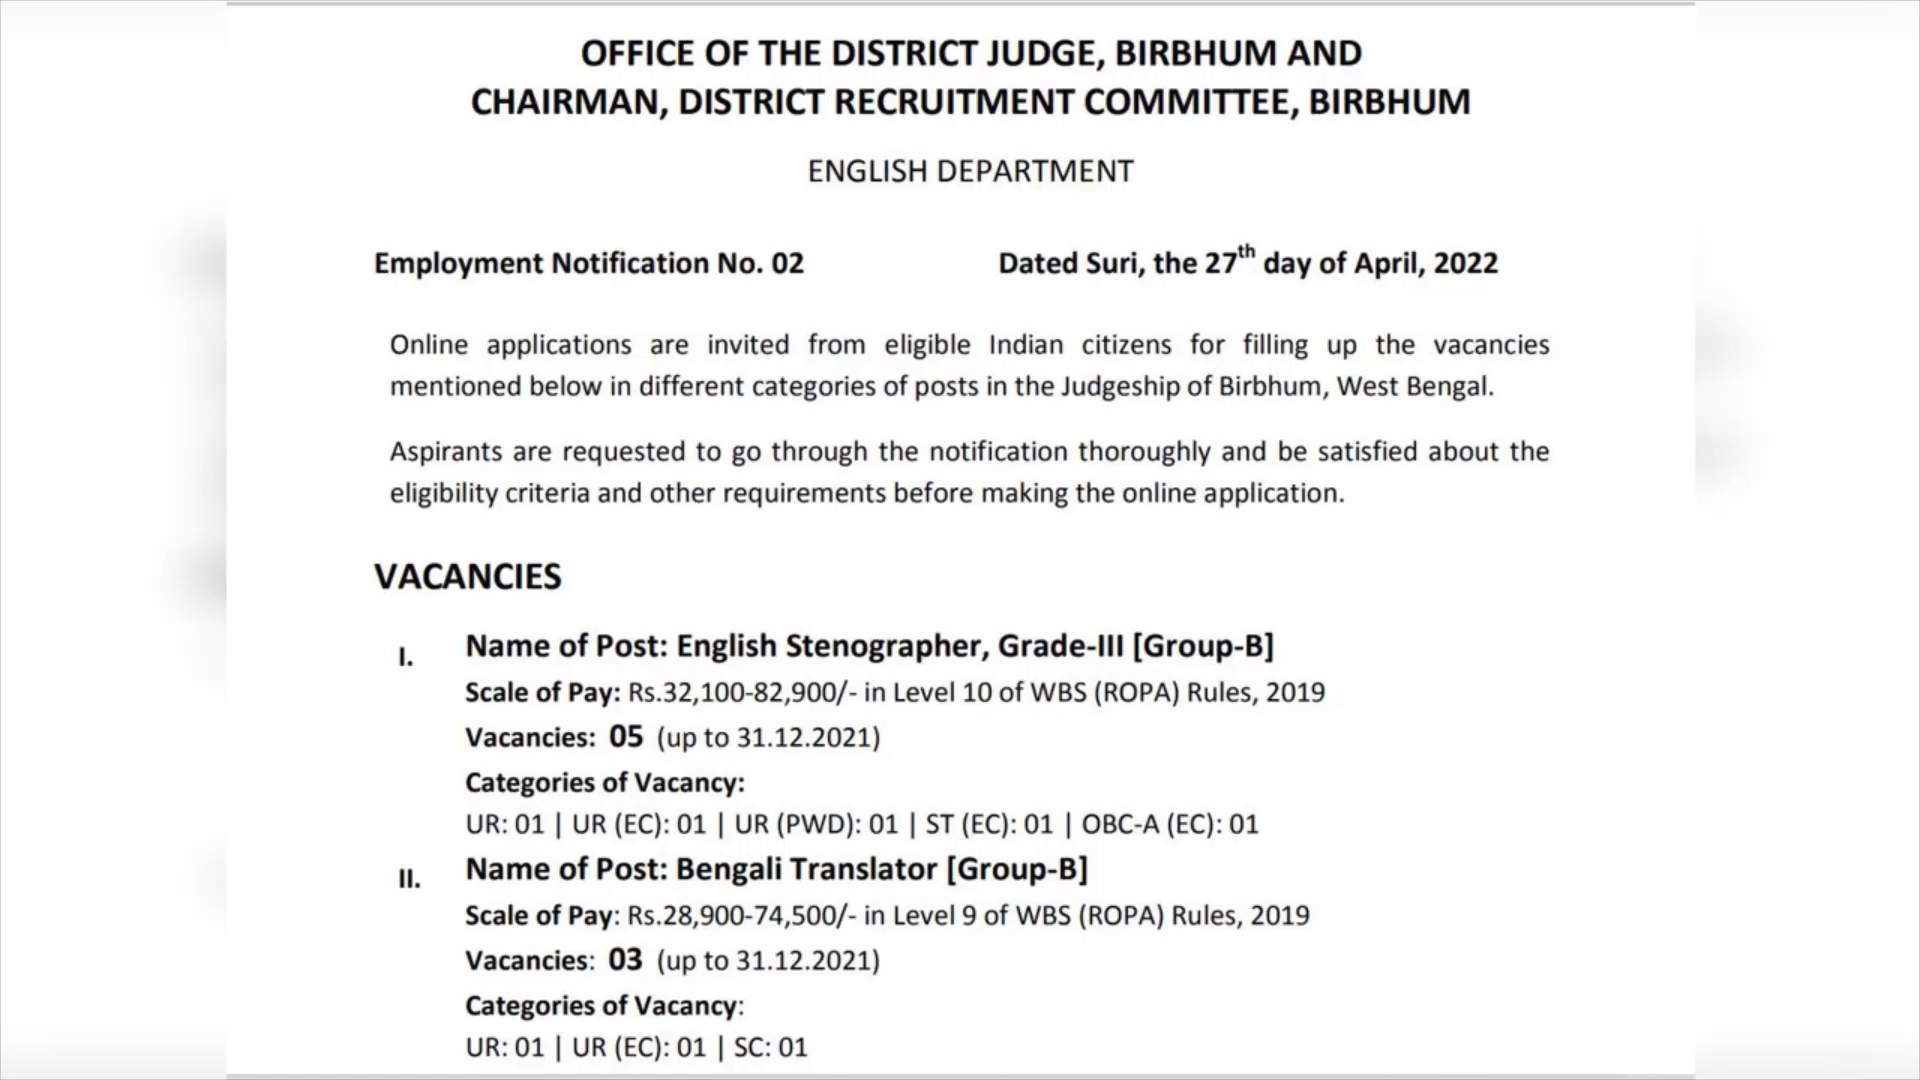 OFFICE OF THE DISTRICT JUDGE, BIRBHUM AND
CHAIRMAN, DISTRICT RECRUITMENT COMMITTEE, BIRBHUM
ENGLISH DEPARTMENT
Employment Notification No. 02 Dated Suri, the 27th day of April, 2022
Online applications are invited from eligible Indian citizens for filling up the vacancies
mentioned below in different categories of posts in the Judgeship of Birbhum, West Bengal.
Aspirants are requested to go through the notification thoroughly and be satisfied about the
eligibility criteria and other requirements before making the online application.
VACANCIES
I. Name of Post: English Stenographer, Grade-III [Group-B]
Scale of Pay: Rs.32,100-82,900/- in Level 10 of WBS (ROPA) Rules, 2019
Vacancies: 05 (up to 31.12.2021)
Categories of Vacancy:
UR: 01 | UR (EC): 01 | UR (PWD): 01 | ST (EC): 01 | OBC-A (EC): 01
II. Name of Post: Bengali Translator [Group-B]
Scale of Pay: Rs.28,900-74,500/- in Level 9 of WBS (ROPA) Rules, 2019
Vacancies: 03 (up to 31.12.2021)
Categories of Vacancy:
UR: 01 | UR (EC): 01 | SC: 01